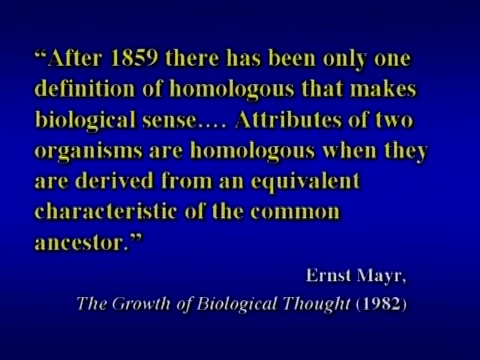 “After 1859 there has been only one
definition of homologous that makes
biological sense…. Attributes of two
organisms are homologous when they
are derived from an equivalent
characteristic of the common
ancestor.”
Ernst Mayr,
The Growth of Biological Thought (1982)